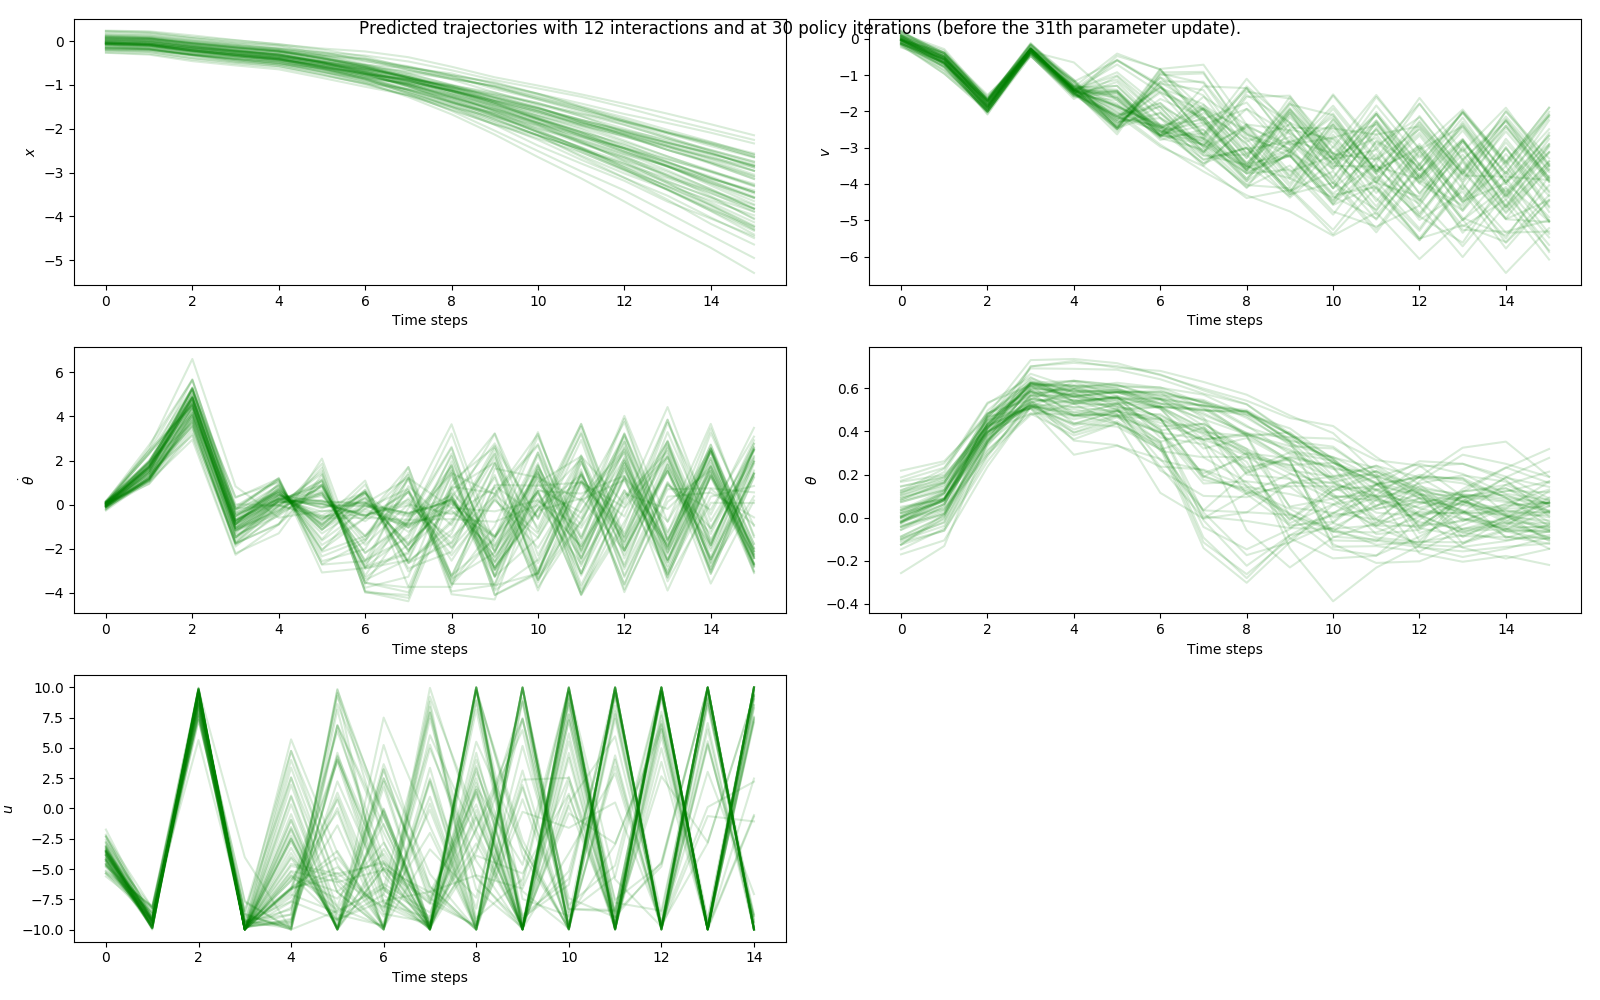 Predicted trajectories with 12 interactions and at 30 policy iterations (before the 31th parameter update).
0
−1
−2
−3
−4
−5
x
0 2 4 6 8 10 12 14
Time steps
0
−1
−2
−3
−4
−5
−6
v
0 2 4 6 8 10 12 14
Time steps
6
4
2
0
−2
−4
θ̇
0 2 4 6 8 10 12 14
Time steps
0.6
0.4
0.2
0.0
−0.2
−0.4
θ
0 2 4 6 8 10 12 14
Time steps
10.0
7.5
5.0
2.5
0.0
−2.5
−5.0
−7.5
−10.0
u
0 2 4 6 8 10 12 14
Time steps